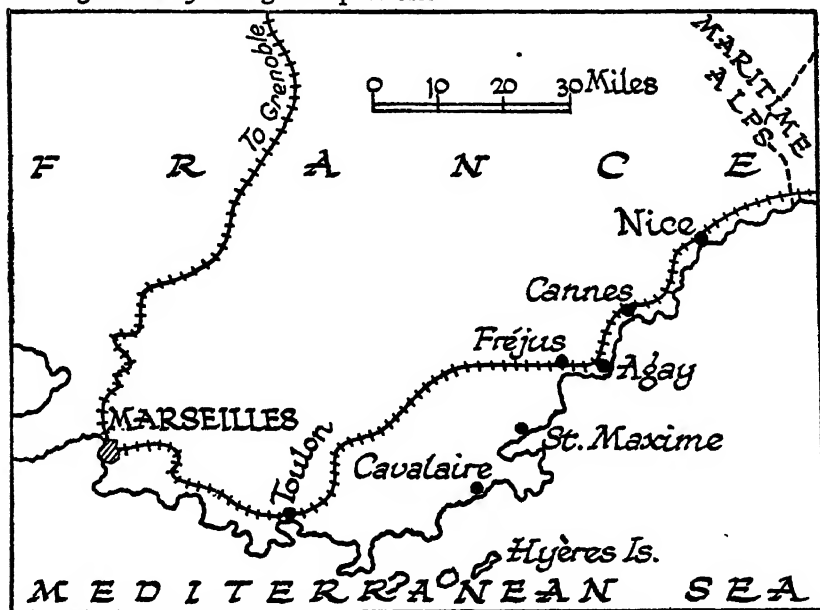 To Grenoble
0 10 20 30 Miles
MARITIME
ALPS
FRANCE
Nice
Cannes
Fréjus
Agay
MARSEILLES
Toulon
St. Maxime
Cavalaire
Hyères Is.
MEDITERRANEAN SEA